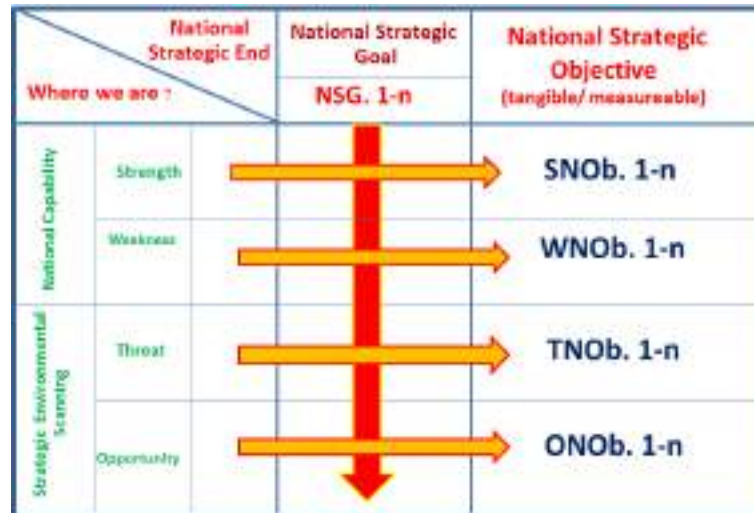 National
Strategic End
Where we are ?
National Strategic
Goal
NSG. 1-n
National Strategic
Objective
(tangible/ measureable)
National Capability
Strength
SNOb. 1-n
Weakness
WNOb. 1-n
Strategic Environmental
Scanning
Threat
TNOb. 1-n
Opportunity
ONOb. 1-n